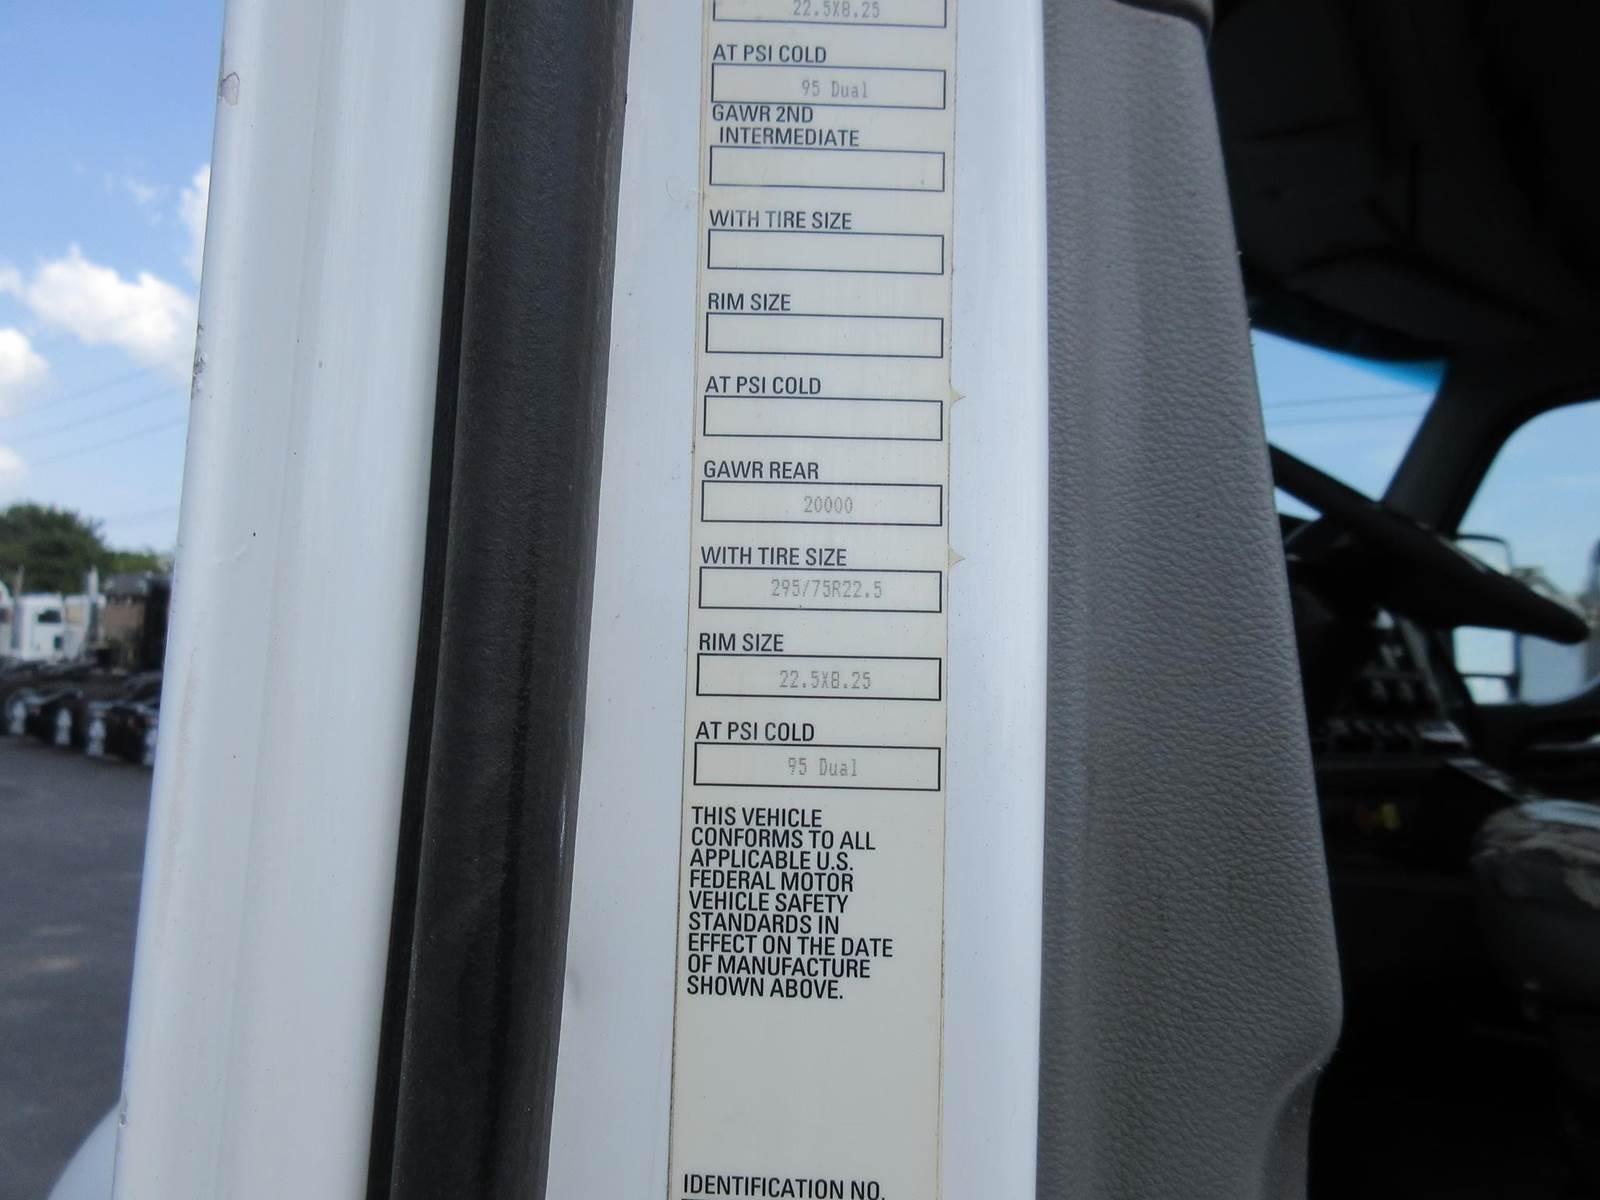 22.5X8.25
AT PSI COLD
95 Dual
GAWR 2ND
INTERMEDIATE
WITH TIRE SIZE
RIM SIZE
AT PSI COLD
GAWR REAR
20000
WITH TIRE SIZE
295/75R22.5
RIM SIZE
22.5X8.25
AT PSI COLD
95 Dual
THIS VEHICLE
CONFORMS TO ALL
APPLICABLE U.S.
FEDERAL MOTOR
VEHICLE SAFETY
STANDARDS IN
EFFECT ON THE DATE
OF MANUFACTURE
SHOWN ABOVE.
IDENTIFICATION NO.